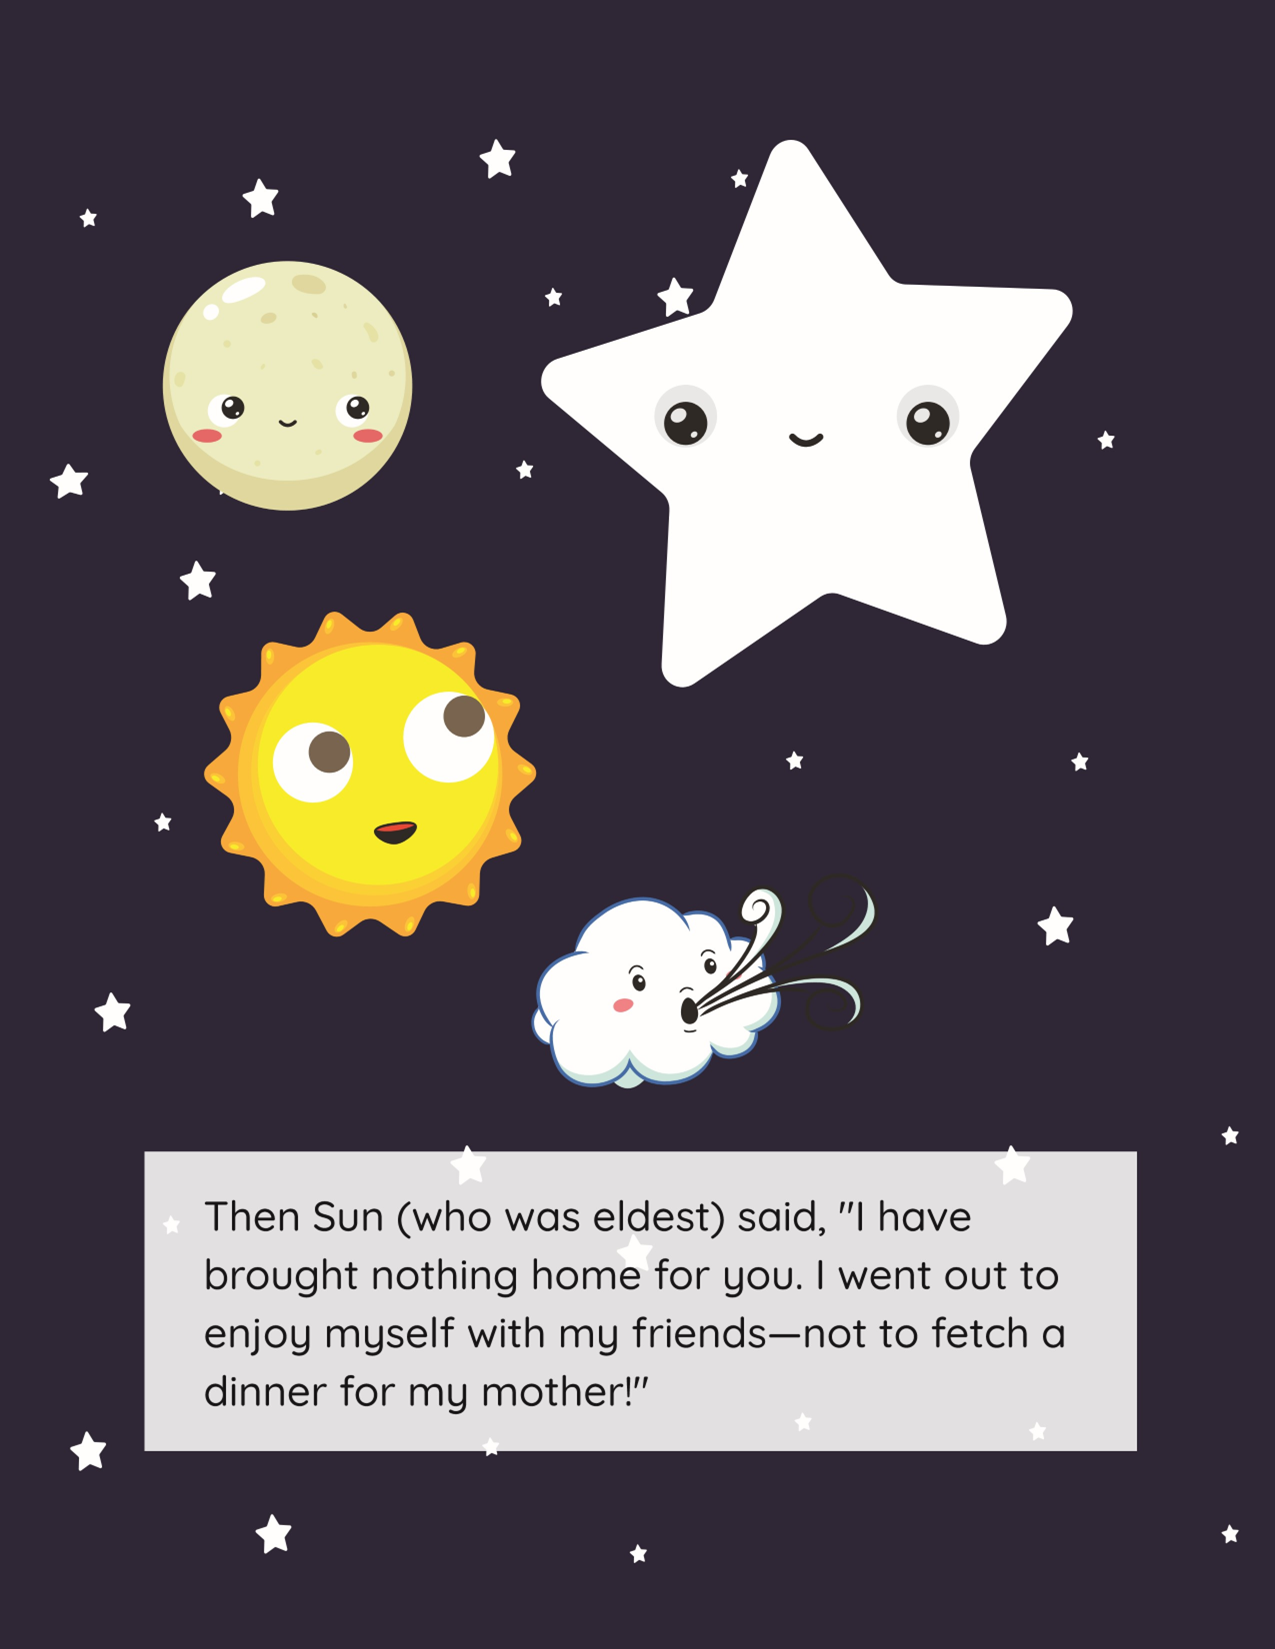 Then Sun (who was eldest) said, "I have
brought nothing home for you. I went out to
enjoy myself with my friends—not to fetch a
dinner for my mother!"